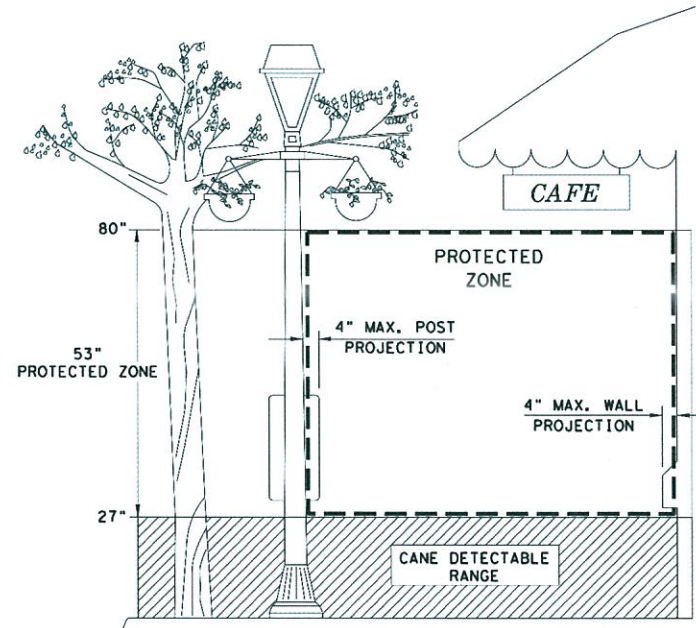 CAFE
80"
PROTECTED
ZONE
4" MAX. POST
PROJECTION
53"
PROTECTED ZONE
4" MAX. WALL
PROJECTION
27"
CANE DETECTABLE
RANGE